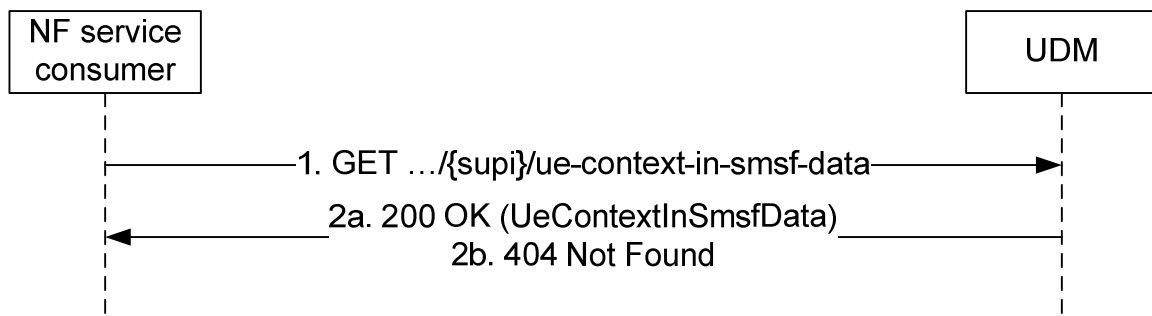 NF service
consumer
UDM
1. GET …/{supi}/ue-context-in-smsf-data
2a. 200 OK (UeContextInSmsfData)
2b. 404 Not Found